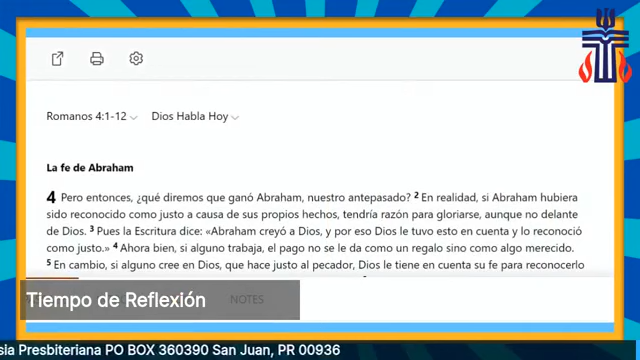 Romanos 4:1-12 Dios Habla Hoy
La fe de Abraham
4 Pero entonces, ¿qué diremos que ganó Abraham, nuestro antepasado? 2 En realidad, si Abraham hubiera
sido reconocido como justo a causa de sus propios hechos, tendría razón para gloriarse, aunque no delante
de Dios. 3 Pues la Escritura dice: «Abraham creyó a Dios, y por eso Dios le tuvo esto en cuenta y lo reconoció
como justo.» 4 Ahora bien, si alguno trabaja, el pago no se le da como un regalo sino como algo merecido.
5 En cambio, si alguno cree en Dios, que hace justo al pecador, Dios le tiene en cuenta su fe para reconocerlo
Tiempo de Reflexión
NOTES
sia Presbiteriana PO BOX 360390 San Juan, PR 00936